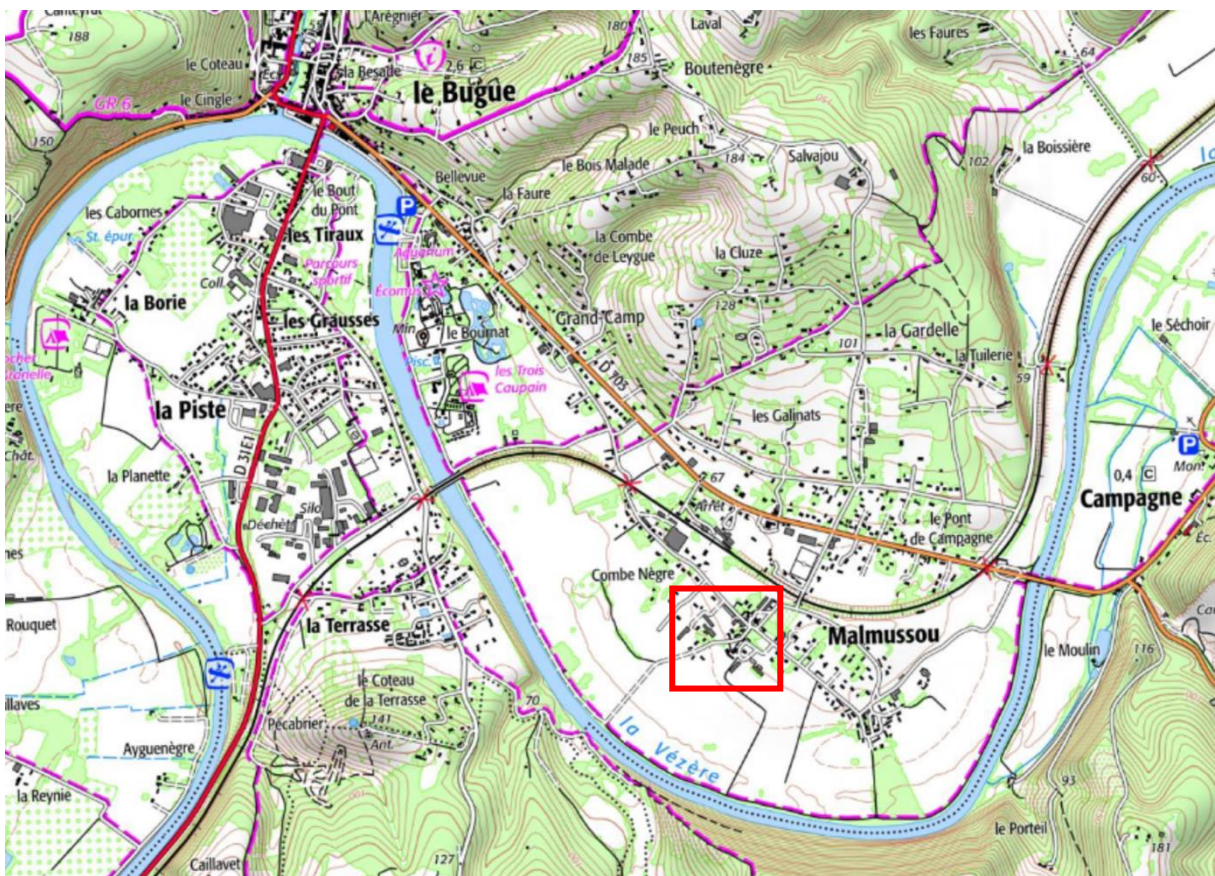 188
l'Arégnier
180
Laval
les Faures
64
le Coteau
la Besade
2,6 C
185
Boutenègre
le Bugue
GR 6
le Cingle
150
le Peuch
184
Salvajou
102
la Boissière
60
le Bois Malade
Bellevue
la Faure
les Cabornes
le Bout
du Pont
P
St. épur.
les Tiraux
Aquarium
la Combe
de Leygue
la Cluze
Parcours
sportif
Coll.
Écomus.
128
la Borie
les Grausses
Min
le Bournat
Grand-Camp
la Gardelle
le Séchoir
101
la Tuilerie
Pisc.
les Trois
Caupain
D 703
59
la Piste
les Galinats
P
Mon.
Chât.
D 31E1
la Planette
67
0,4 C
Campagne
Silo
Arrêt
Déchèt.
le Pont
de Campagne
Éc.
Combe Nègre
Rouquet
la Terrasse
Malmussou
le Moulin
116
le Coteau
de la Terrasse
70
141
Ant.
Pécabrier
la Vézère
Ayguenègre
93
la Reynie
le Porteil
181
127
Caillavet